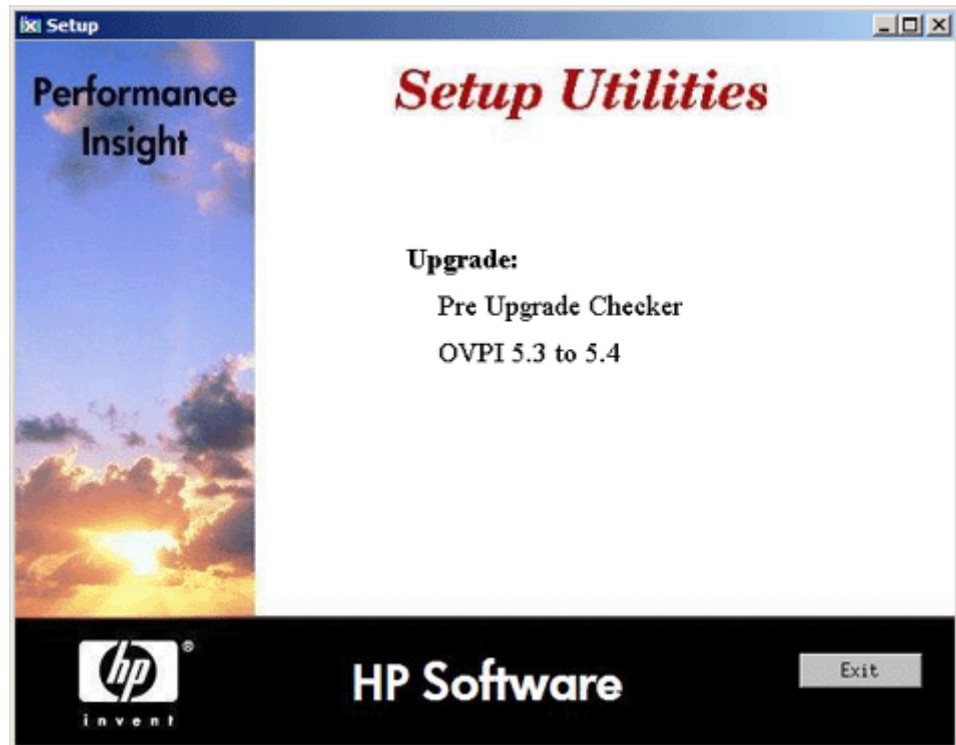 Setup
Performance
Insight
Setup Utilities
Upgrade:
Pre Upgrade Checker
OVPI 5.3 to 5.4
hp
®
invent
HP Software
Exit